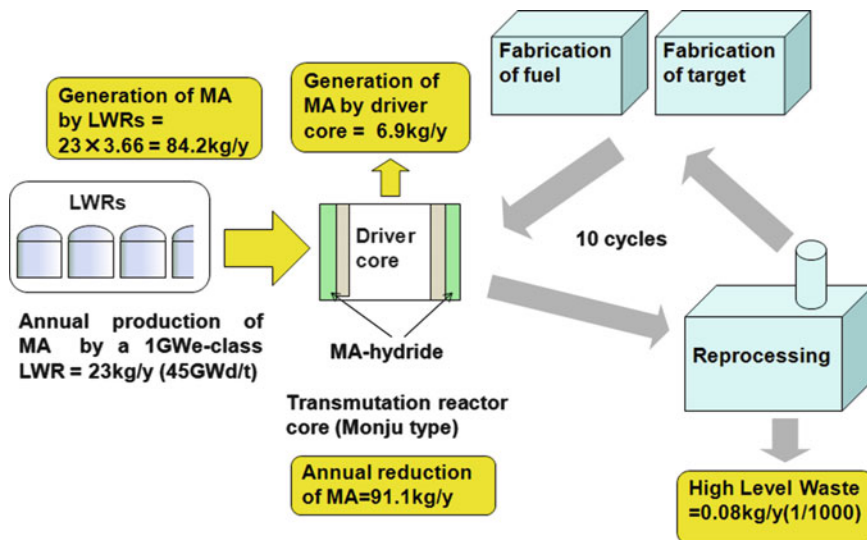 Generation of MA
by LWRs =
23×3.66 = 84.2kg/y
Generation of
MA by driver
core = 6.9kg/y
Fabrication
of fuel
Fabrication
of target
LWRs
Driver
core
10 cycles
Annual production of
MA by a 1GWe-class
LWR = 23kg/y (45GWd/t)
MA-hydride
Transmutation reactor
core (Monju type)
Annual reduction
of MA=91.1kg/y
Reprocessing
High Level Waste
=0.08kg/y(1/1000)